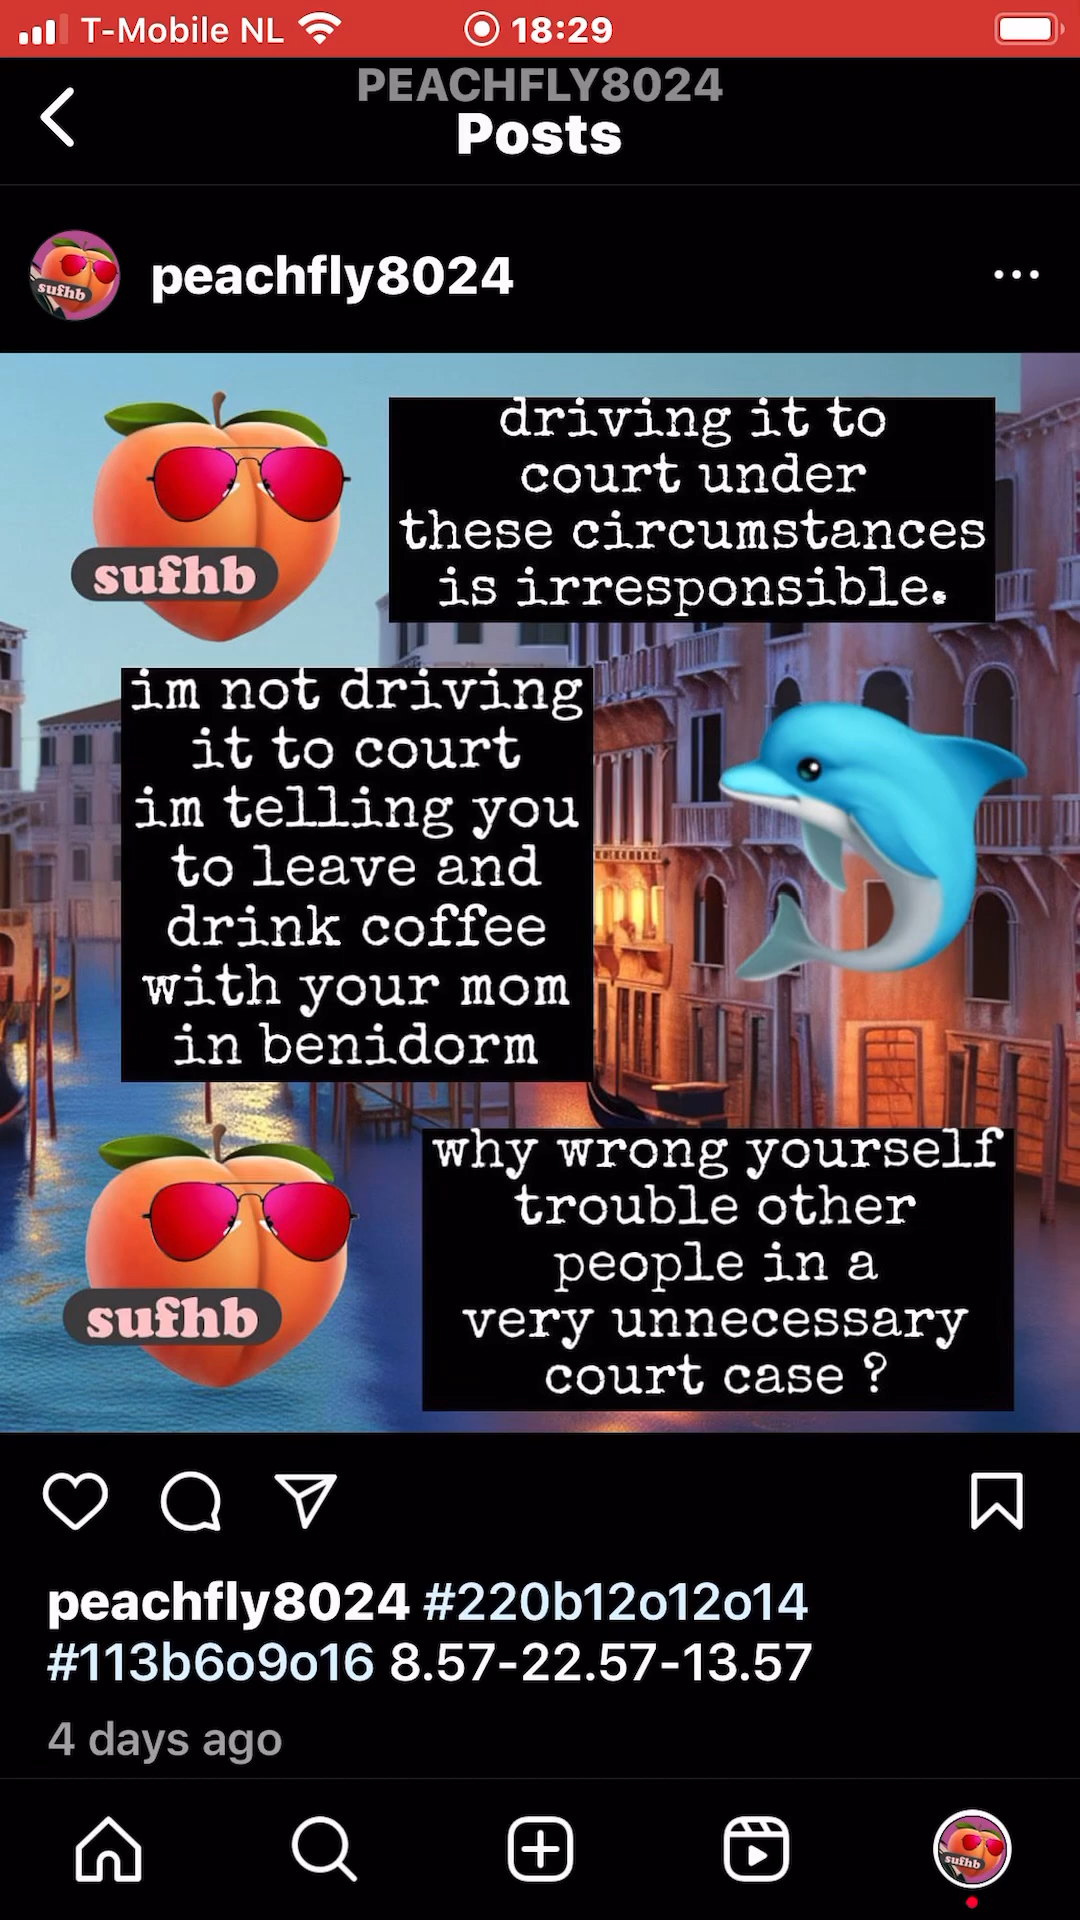 T-Mobile NL 18:29
PEACHFLY8024
Posts
sufhb
peachfly8024
driving it to
court under
these circumstances
is irresponsible.
sufhb
im not driving
it to court
im telling you
to leave and
drink coffee
with your mom
in benidorm
why wrong yourself
trouble other
people in a
very unnecessary
court case ?
sufhb
peachfly8024 #220b12o12o14
#113b6o9o16 8.57-22.57-13.57
4 days ago
sufhb